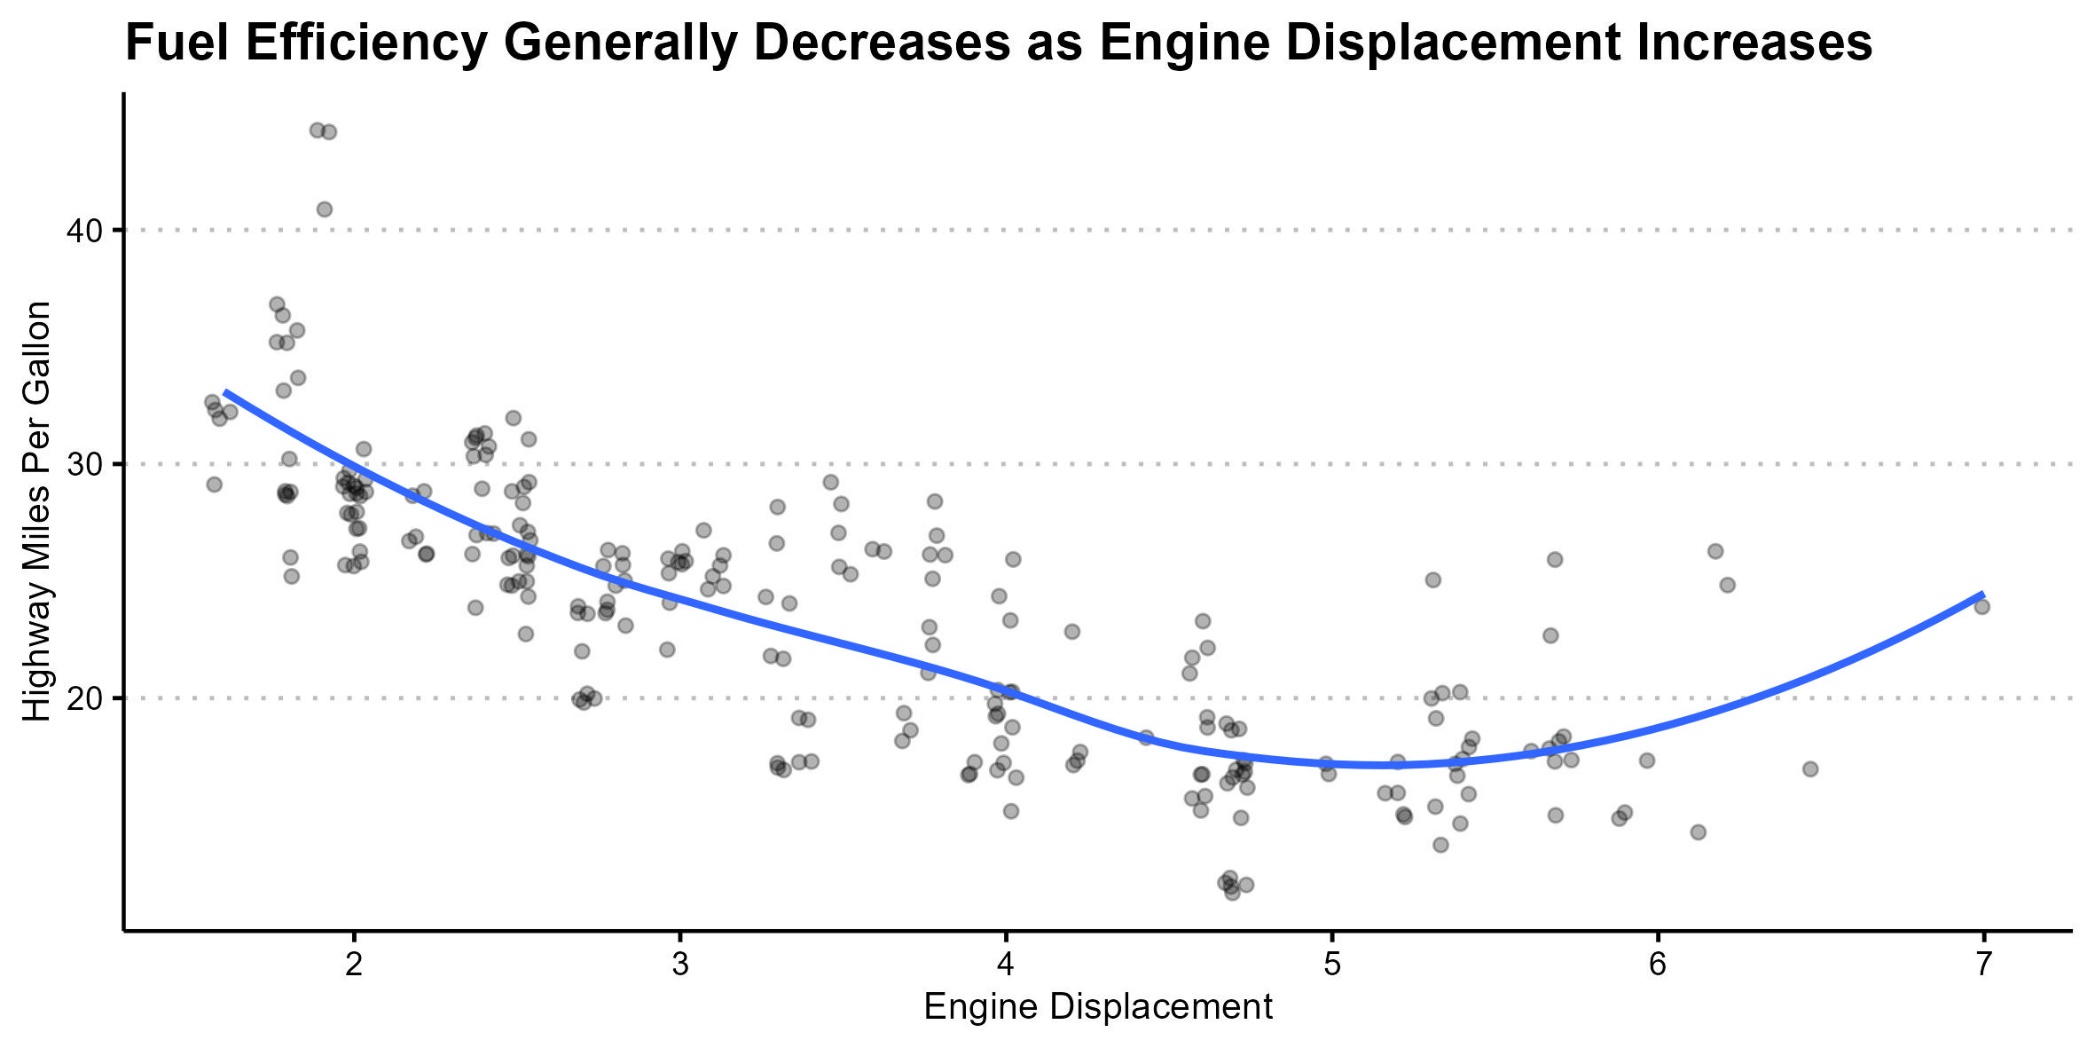 Fuel Efficiency Generally Decreases as Engine Displacement Increases
Highway Miles Per Gallon
40
30
20
2 3 4 5 6 7
Engine Displacement